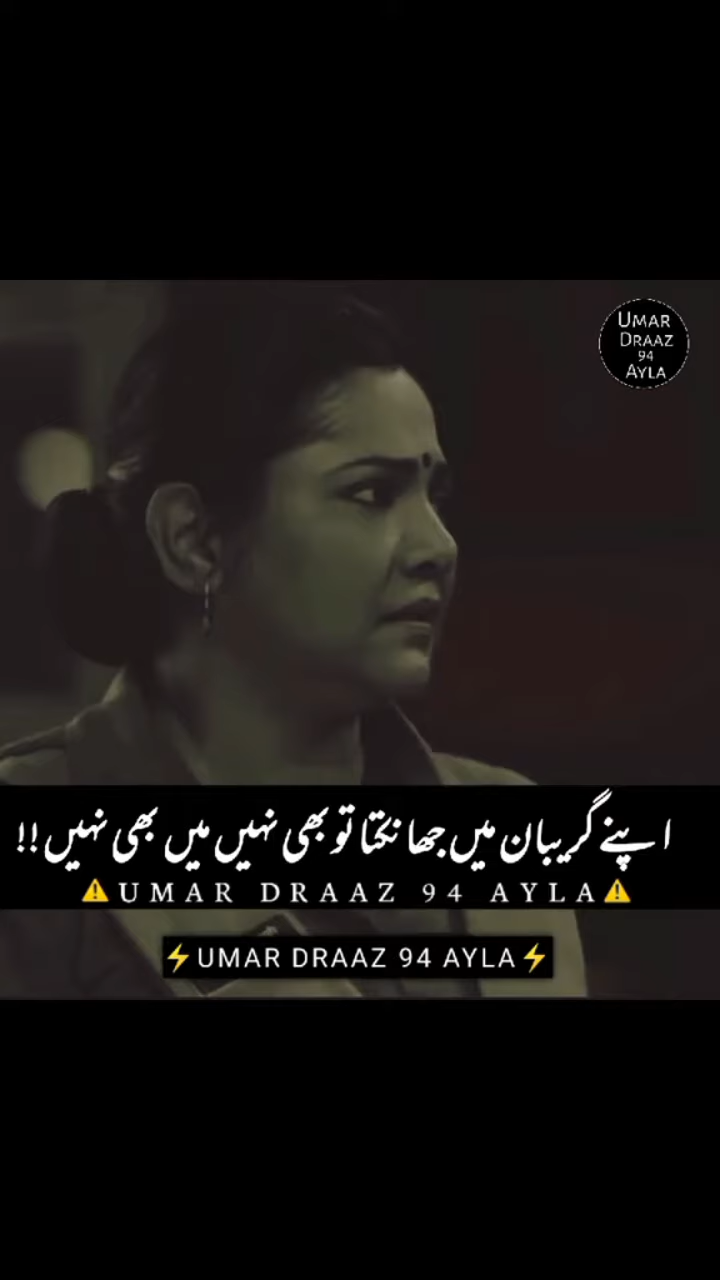 UMAR
DRAAZ
94
AYLA
اپنے گریبان میں جھانکتا تو بھی نہیں میں بھی نہیں!!
⚠️UMAR DRAAZ 94 AYLA⚠️
⚡UMAR DRAAZ 94 AYLA⚡